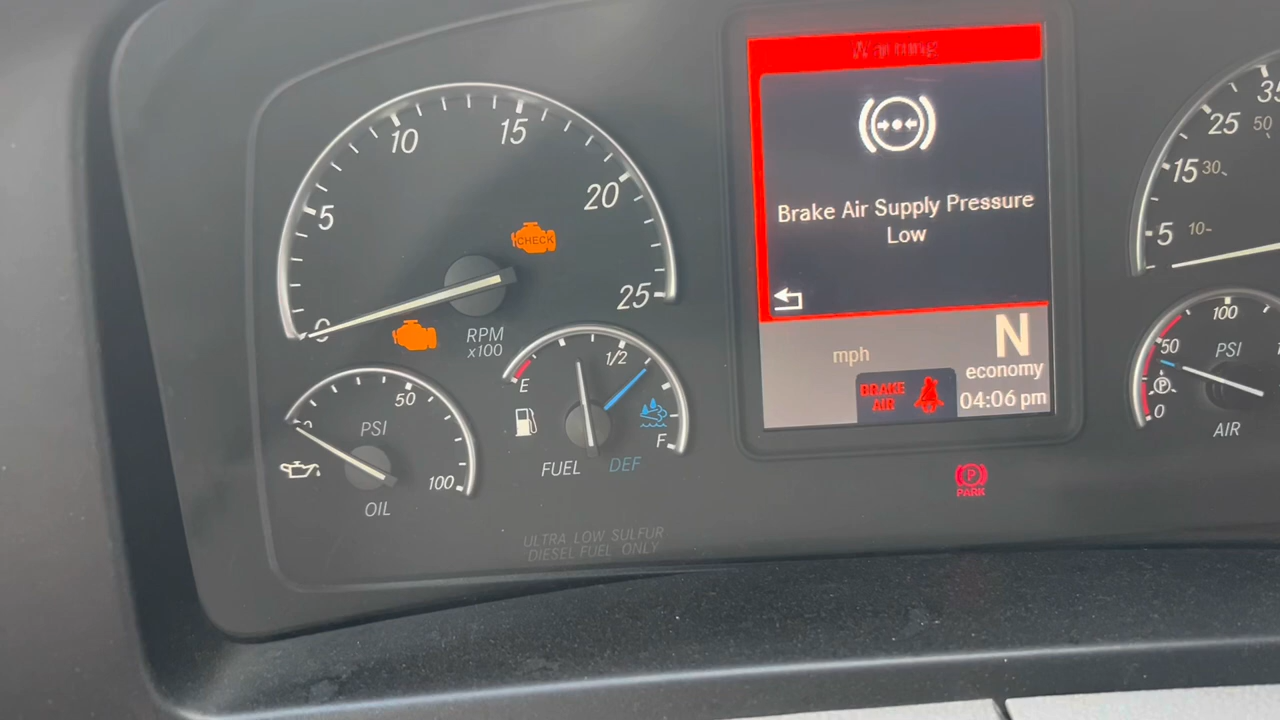 Warning
Brake Air Supply Pressure
Low
mph
N
economy
BRAKE
AIR
04:06 pm
PARK
5
10
15
20
25
CHECK
RPM
x100
50
100
PSI
OIL
E
1/2
F
FUEL
DEF
ULTRA LOW SULFUR
DIESEL FUEL ONLY
5
15
25
10
30
50
0
50
100
PSI
P
AIR